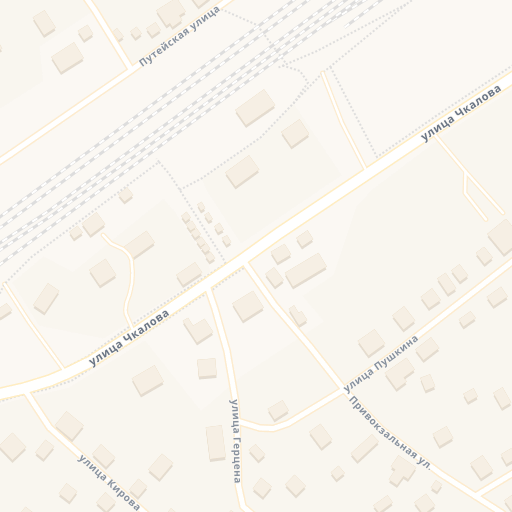 Путейская улица
улица Чкалова
улица Чкалова
улица Пушкина
Привокзальная ул.
улица Герцена
улица Кирова